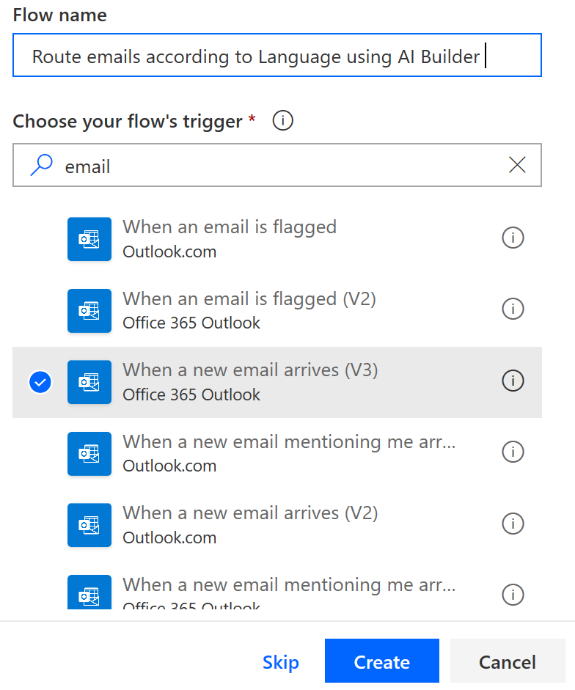 Flow name
Route emails according to Language using AI Builder
Choose your flow's trigger *
email
When an email is flagged
Outlook.com
When an email is flagged (V2)
Office 365 Outlook
When a new email arrives (V3)
Office 365 Outlook
When a new email mentioning me arr...
Outlook.com
When a new email arrives (V2)
Outlook.com
When a new email mentioning me arr...
Office 365 Outlook
Skip
Create
Cancel